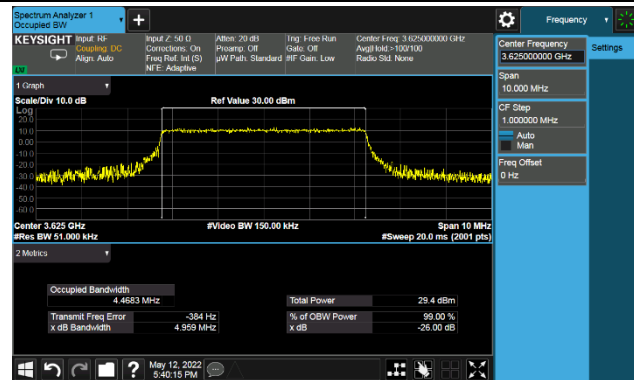 Spectrum Analyzer 1
Occupied BW
Frequency
KEYSIGHT
Input: RF
Coupling: DC
Align: Auto
Input Z: 50 Ω
Corrections: On
Freq Ref: Int (S)
NFE: Adaptive
Atten: 20 dB
Preamp: Off
µW Path: Standard
Trig: Free Run
Gate: Off
#IF Gain: Low
Center Freq: 3.625000000 GHz
Avg|Hold:>100/100
Radio Std: None
Center Frequency
3.625000000 GHz
Settings
Span
10.000 MHz
CF Step
1.000000 MHz
Auto
Man
Freq Offset
0 Hz
1 Graph
Scale/Div 10.0 dB
Ref Value 30.00 dBm
Log
20.0
10.0
0.00
-10.0
-20.0
-30.0
-40.0
-50.0
-60.0
Center 3.625 GHz
#Video BW 150.00 kHz
Span 10 MHz
#Res BW 51.000 kHz
#Sweep 20.0 ms (2001 pts)
2 Metrics
Occupied Bandwidth
4.4683 MHz
Total Power
29.4 dBm
Transmit Freq Error
-384 Hz
% of OBW Power
99.00 %
x dB Bandwidth
4.959 MHz
x dB
-26.00 dB
May 12, 2022
5:40:15 PM